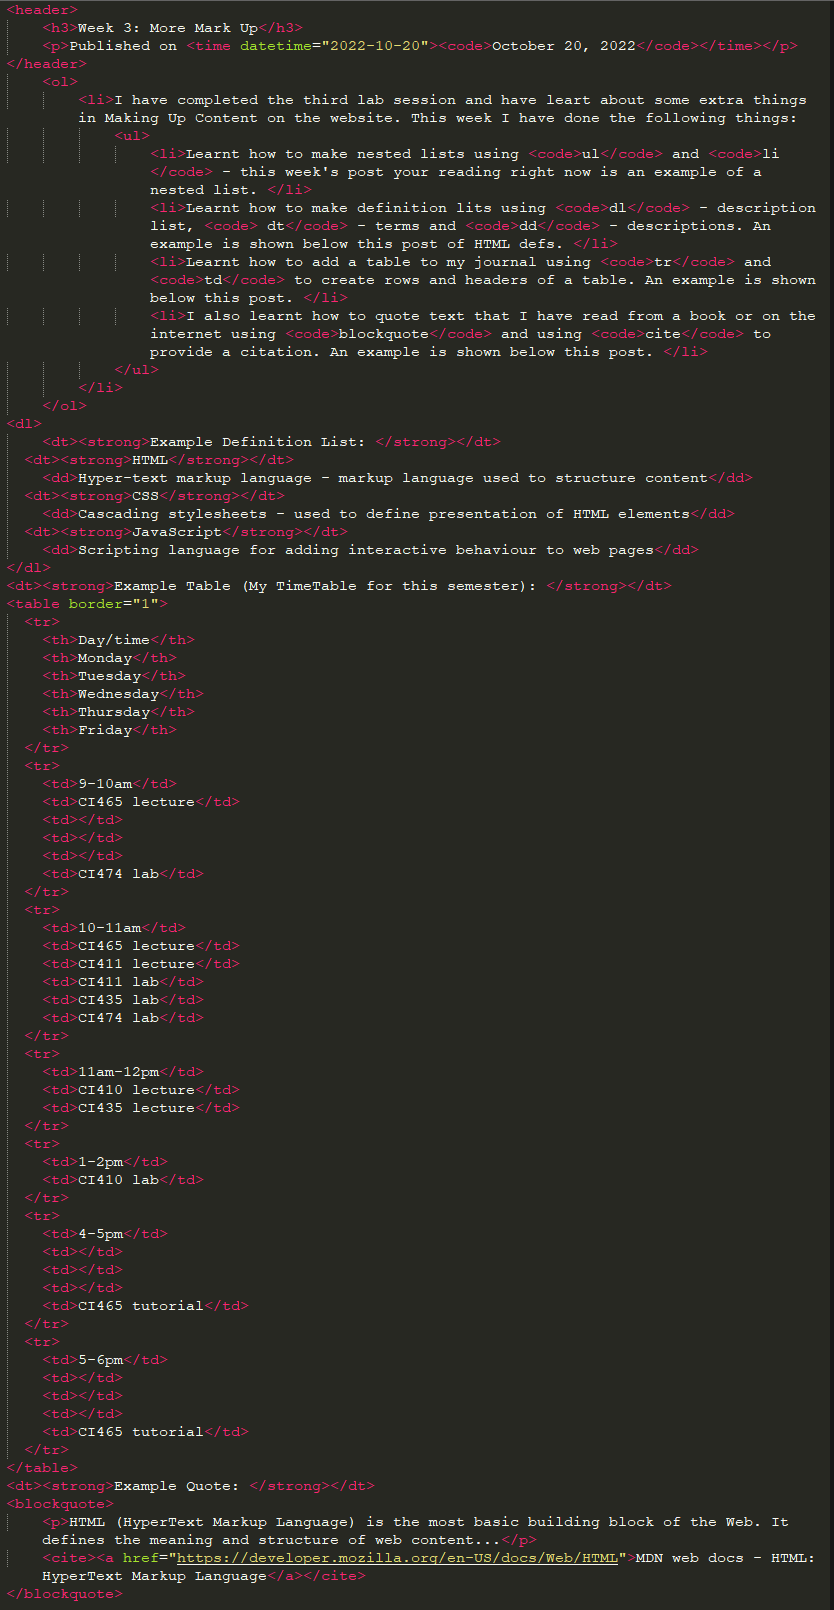 <header>
<h3>Week 3: More Mark Up</h3>
<p>Published on <time datetime="2022-10-20"><code>October 20, 2022</code></time></p>
</header>
<ol>
<li>I have completed the third lab session and have leart about some extra things
in Making Up Content on the website. This week I have done the following things:
<ul>
<li>Learnt how to make nested lists using <code>ul</code> and <code>li
</code> - this week's post your reading right now is an example of a
nested list. </li>
<li>Learnt how to make definition lits using <code>dl</code> - description
list, <code> dt</code> - terms and <code>dd</code> - descriptions. An
example is shown below this post of HTML defs. </li>
<li>Learnt how to add a table to my journal using <code>tr</code> and
<code>td</code> to create rows and headers of a table. An example is shown
below this post. </li>
<li>I also learnt how to quote text that I have read from a book or on the
internet using <code>blockquote</code> and using <code>cite</code> to
provide a citation. An example is shown below this post. </li>
</ul>
</li>
</ol>
<dl>
<dt><strong>Example Definition List: </strong></dt>
<dt><strong>HTML</strong></dt>
<dd>Hyper-text markup language - markup language used to structure content</dd>
<dt><strong>CSS</strong></dt>
<dd>Cascading stylesheets - used to define presentation of HTML elements</dd>
<dt><strong>JavaScript</strong></dt>
<dd>Scripting language for adding interactive behaviour to web pages</dd>
</dl>
<dt><strong>Example Table (My TimeTable for this semester): </strong></dt>
<table border="1">
<tr>
<th>Day/time</th>
<th>Monday</th>
<th>Tuesday</th>
<th>Wednesday</th>
<th>Thursday</th>
<th>Friday</th>
</tr>
<tr>
<td>9-10am</td>
<td>CI465 lecture</td>
<td></td>
<td></td>
<td></td>
<td>CI474 lab</td>
</tr>
<tr>
<td>10-11am</td>
<td>CI465 lecture</td>
<td>CI411 lecture</td>
<td>CI411 lab</td>
<td>CI435 lab</td>
<td>CI474 lab</td>
</tr>
<tr>
<td>11am-12pm</td>
<td>CI410 lecture</td>
<td>CI435 lecture</td>
</tr>
<tr>
<td>1-2pm</td>
<td>CI410 lab</td>
</tr>
<tr>
<td>4-5pm</td>
<td></td>
<td></td>
<td></td>
<td>CI465 tutorial</td>
</tr>
<tr>
<td>5-6pm</td>
<td></td>
<td></td>
<td></td>
<td>CI465 tutorial</td>
</tr>
</table>
<dt><strong>Example Quote: </strong></dt>
<blockquote>
<p>HTML (HyperText Markup Language) is the most basic building block of the Web. It
defines the meaning and structure of web content...</p>
<cite><a href="https://developer.mozilla.org/en-US/docs/Web/HTML">MDN web docs - HTML:
HyperText Markup Language</a></cite>
</blockquote>